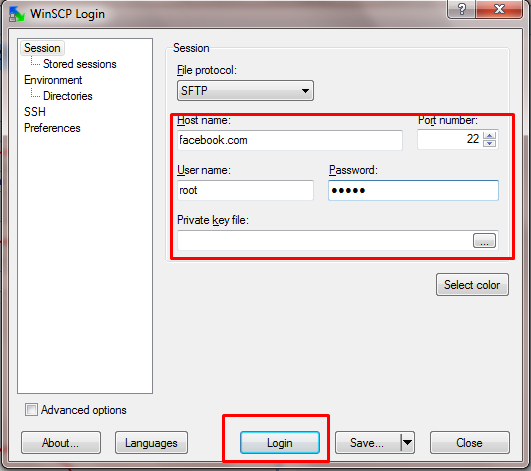 WinSCP Login
Session
Stored sessions
Environment
Directories
SSH
Preferences
Session
File protocol:
SFTP
Host name:
Port number:
facebook.com
22
User name:
Password:
root
●●●●●
Private key file:
...
Select color
Advanced options
About...
Languages
Login
Save...
Close